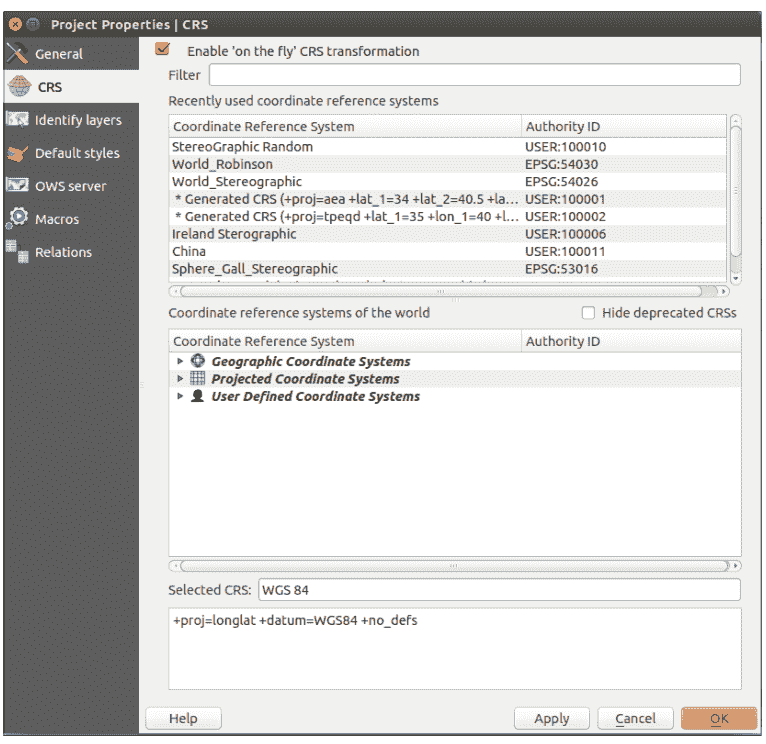 Project Properties | CRS
General
CRS
Identify layers
Default styles
OWS server
Macros
Relations
Enable 'on the fly' CRS transformation
Filter
Recently used coordinate reference systems
Coordinate Reference System Authority ID
StereoGraphic Random USER:100010
World_Robinson EPSG:54030
World_Stereographic EPSG:54026
* Generated CRS (+proj=aea +lat_1=34 +lat_2=40.5 +la... USER:100001
* Generated CRS (+proj=tpeqd +lat_1=35 +lon_1=40 +l... USER:100002
Ireland Sterographic USER:100006
China USER:100011
Sphere_Gall_Stereographic EPSG:53016
Coordinate reference systems of the world Hide deprecated CRSs
Coordinate Reference System Authority ID
Geographic Coordinate Systems
Projected Coordinate Systems
User Defined Coordinate Systems
Selected CRS: WGS 84
+proj=longlat +datum=WGS84 +no_defs
Help Apply Cancel OK